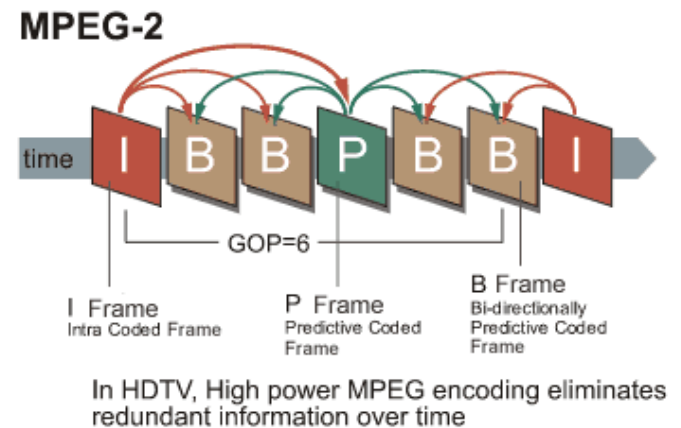 MPEG-2
time
I B B P B B I
GOP=6
I Frame
Intra Coded Frame
P Frame
Predictive Coded
Frame
B Frame
Bi-directionally
Predictive Coded
Frame
In HDTV, High power MPEG encoding eliminates
redundant information over time